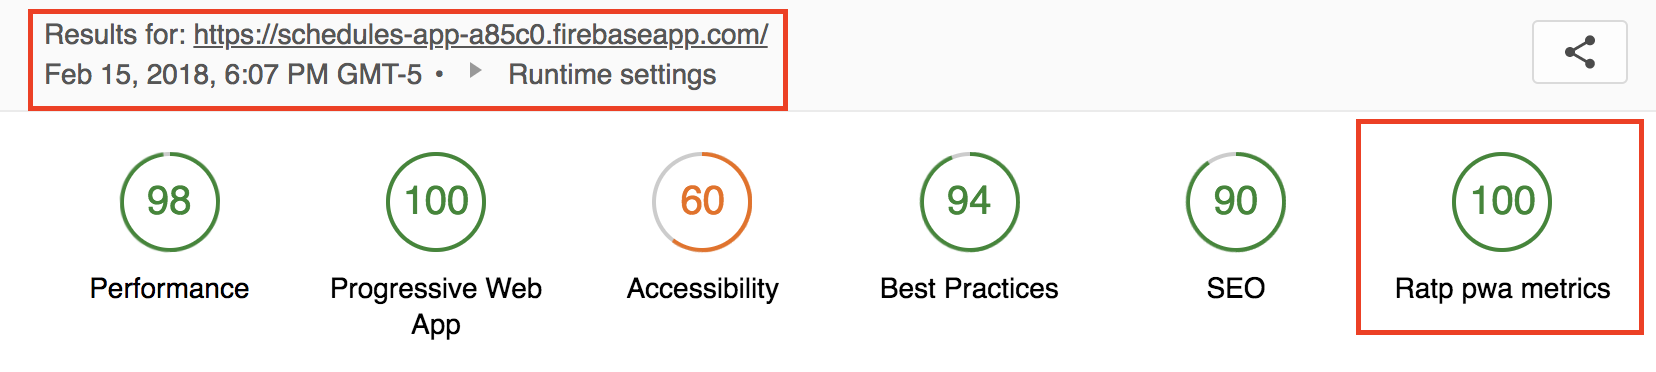 Results for: https://schedules-app-a85c0.firebaseapp.com/
Feb 15, 2018, 6:07 PM GMT-5 • Runtime settings
98
100
60
94
90
100
Performance
Progressive Web
App
Accessibility
Best Practices
SEO
Ratp pwa metrics